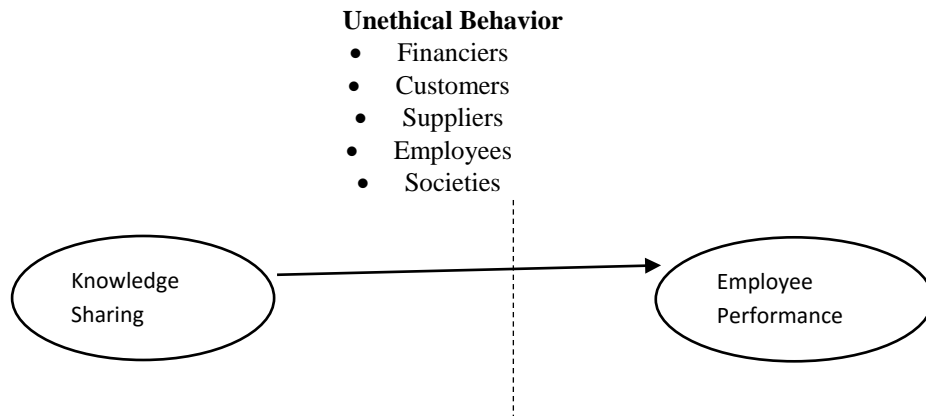 Unethical Behavior
• Financiers
• Customers
• Suppliers
• Employees
• Societies
Knowledge
Sharing
Employee
Performance